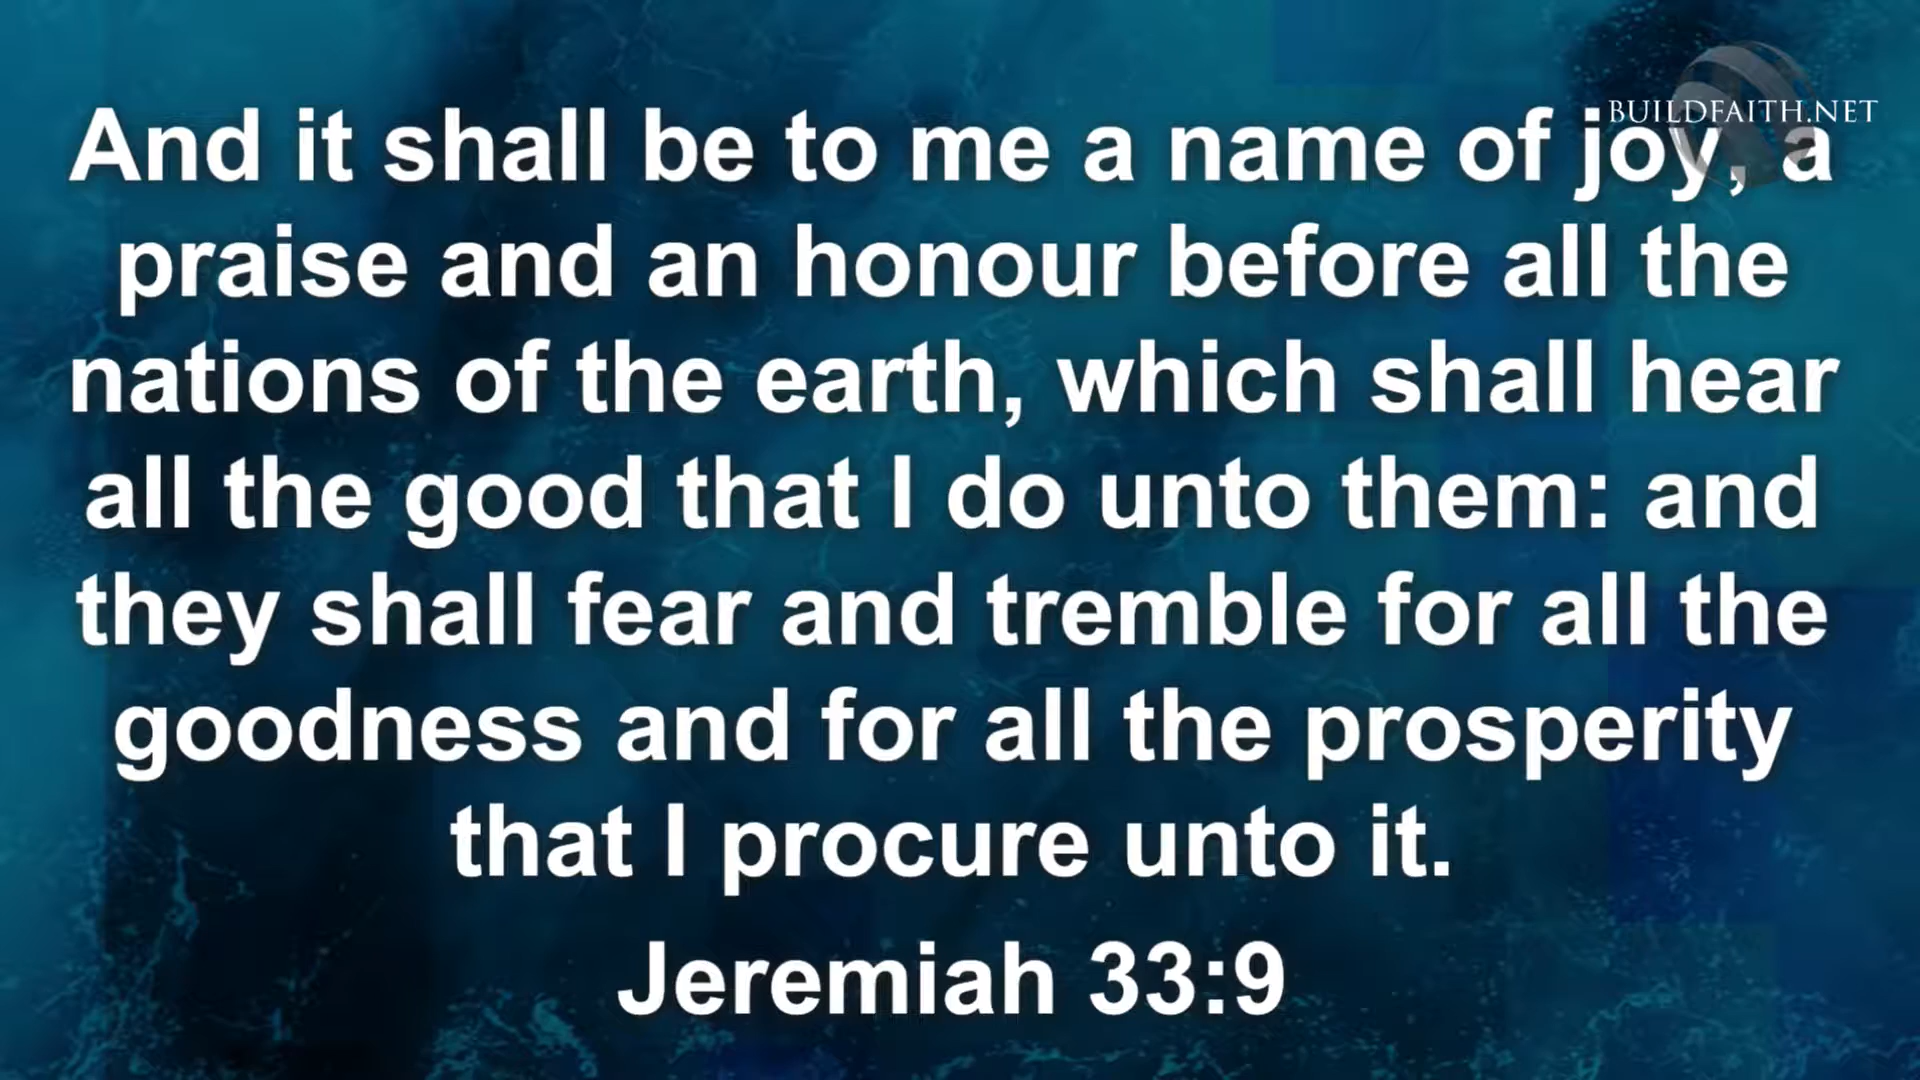 BUILDFAITH.NET
And it shall be to me a name of joy, a
praise and an honour before all the
nations of the earth, which shall hear
all the good that I do unto them: and
they shall fear and tremble for all the
goodness and for all the prosperity
that I procure unto it.
Jeremiah 33:9